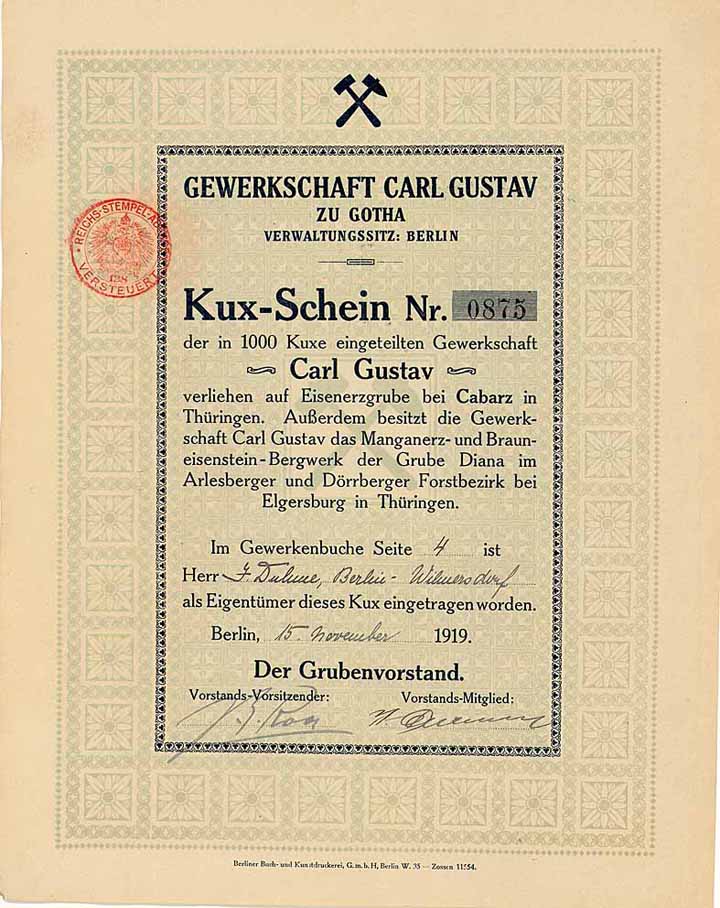 GEWERKSCHAFT CARL GUSTAV
ZU GOTHA
VERWALTUNGSSITZ: BERLIN
REICHS-STEMPEL-AB
VERSTEUERT
Kux-Schein Nr. 0875
der in 1000 Kuxe eingeteilten Gewerkschaft
Carl Gustav
verliehen auf Eisenerzgrube bei Cabarz in
Thüringen. Außerdem besitzt die Gewerk-
schaft Carl Gustav das Manganerz- und Braun-
eisenstein-Bergwerk der Grube Diana im
Arlesberger und Dörrberger Forstbezirk bei
Elgersburg in Thüringen.
Im Gewerkenbuche Seite 4 ist
Herr Berlin-Wilmersdorf
als Eigentümer dieses Kux eingetragen worden.
Berlin, 15. November 1919.
Der Grubenvorstand.
Vorstands-Vorsitzender: Vorstands-Mitglied:
Berliner Buch- und Kunstdruckerei, G. m. b. H, Berlin W. 35 — Zossen 11554.